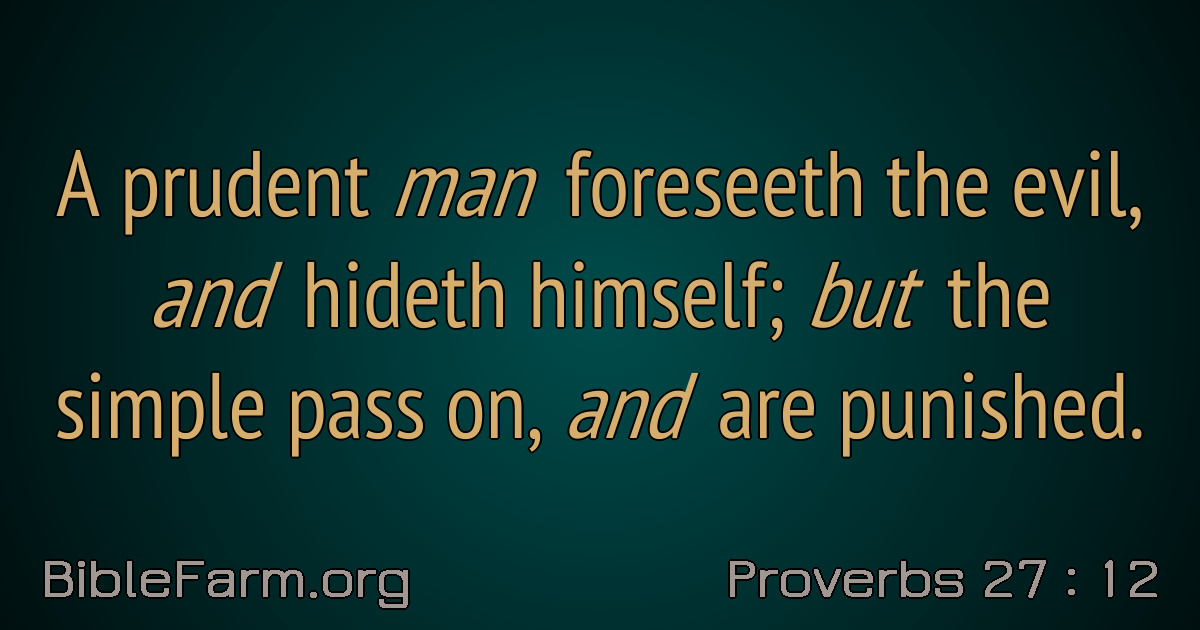 A prudent man foreseeth the evil,
and hideth himself; but the
simple pass on, and are punished.
BibleFarm.org
Proverbs 27 : 12